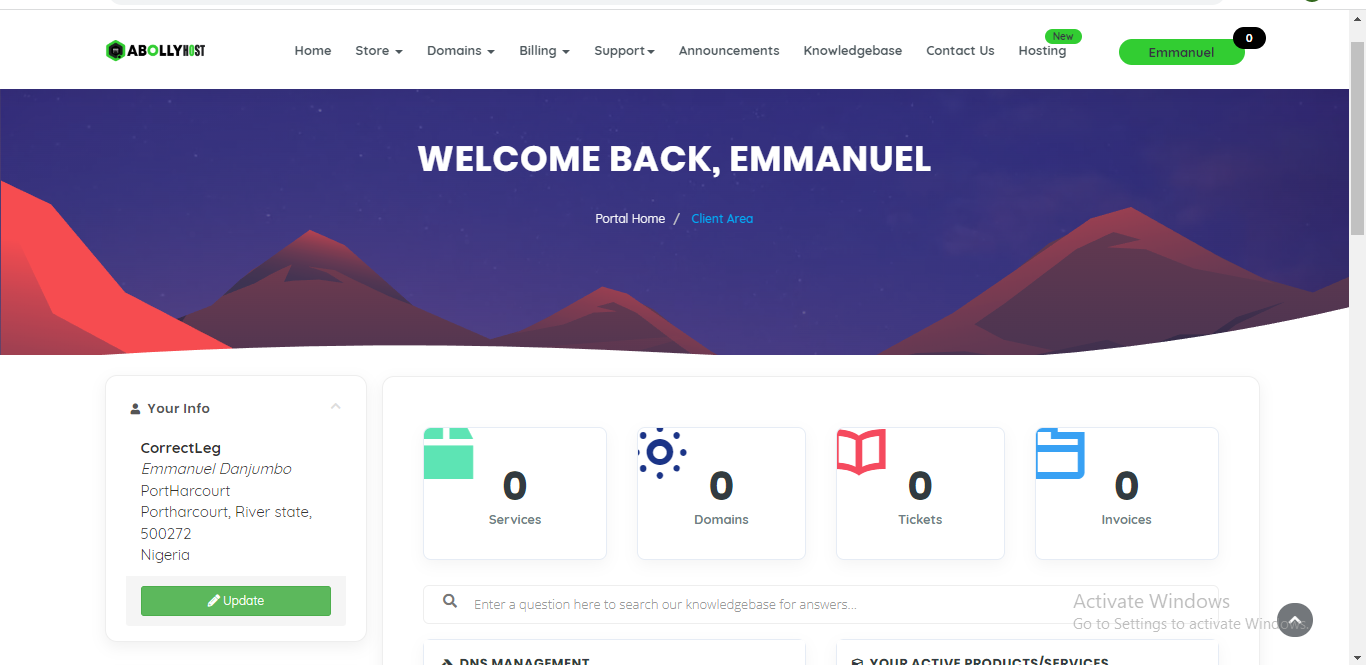 ABOLLYHOST
Home Store Domains Billing Support Announcements Knowledgebase Contact Us Hosting New Emmanuel 0
WELCOME BACK, EMMANUEL
Portal Home / Client Area
Your Info
CorrectLeg
Emmanuel Danjumbo
PortHarcourt
Portharcourt, River state,
500272
Nigeria
Update
0
Services
0
Domains
0
Tickets
0
Invoices
Enter a question here to search our knowledgebase for answers...
Activate Windows
Go to Settings to activate Windows.
DNS MANAGEMENT
YOUR ACTIVE PRODUCTS/SERVICES